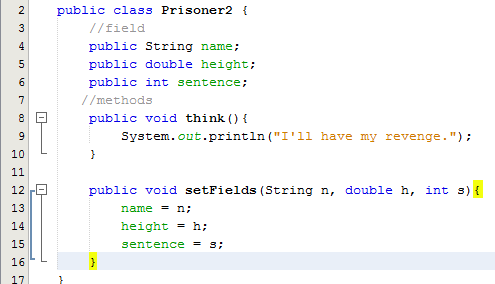 2 public class Prisoner2 {
3 //field
4 public String name;
5 public double height;
6 public int sentence;
7 //methods
8 public void think(){
9 System.out.println("I'll have my revenge.");
10 }
11
12 public void setFields(String n, double h, int s){
13 name = n;
14 height = h;
15 sentence = s;
16 }
17 }